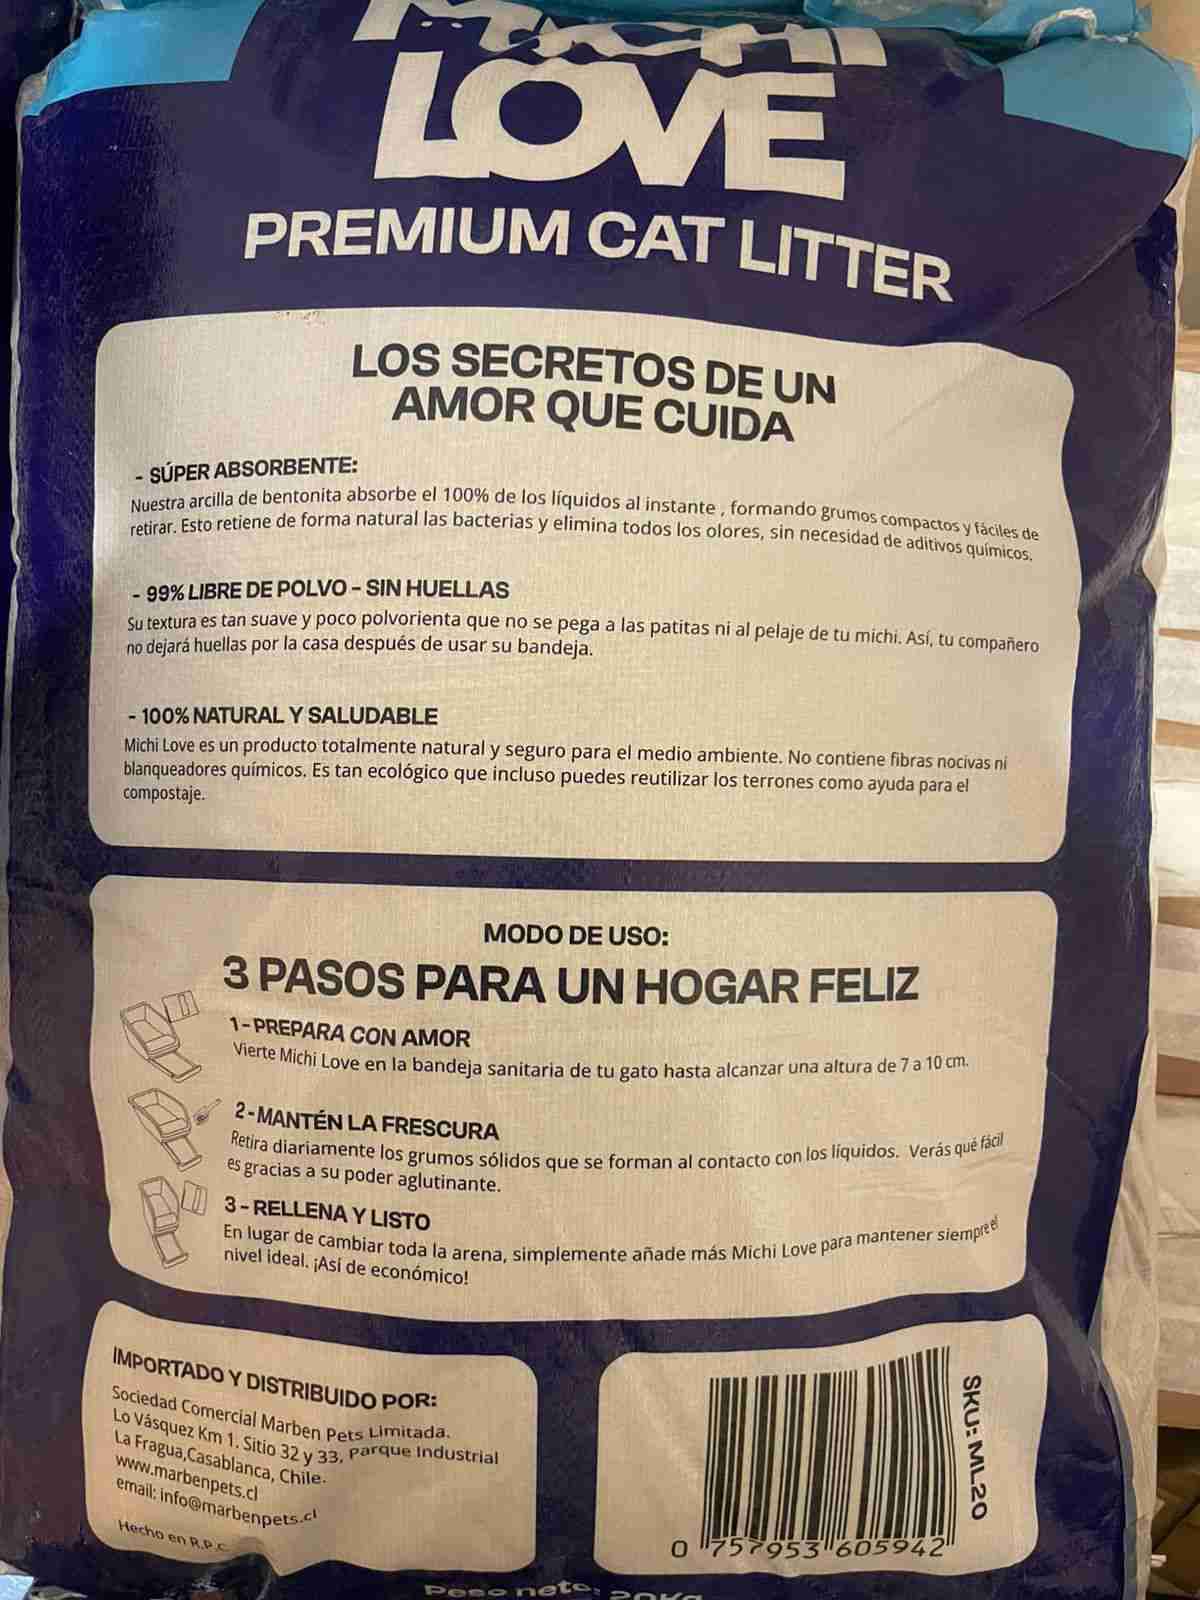 MICHI
LOVE
PREMIUM CAT LITTER
LOS SECRETOS DE UN
AMOR QUE CUIDA
- SÚPER ABSORBENTE:
Nuestra arcilla de bentonita absorbe el 100% de los líquidos al instante , formando grumos compactos y fáciles de
retirar. Esto retiene de forma natural las bacterias y elimina todos los olores, sin necesidad de aditivos químicos.
- 99% LIBRE DE POLVO - SIN HUELLAS
Su textura es tan suave y poco polvorienta que no se pega a las patitas ni al pelaje de tu michi. Así, tu compañero
no dejará huellas por la casa después de usar su bandeja.
- 100% NATURAL Y SALUDABLE
Michi Love es un producto totalmente natural y seguro para el medio ambiente. No contiene fibras nocivas ni
blanqueadores químicos. Es tan ecológico que incluso puedes reutilizar los terrones como ayuda para el
compostaje.
MODO DE USO:
3 PASOS PARA UN HOGAR FELIZ
1-PREPARA CON AMOR
Vierte Michi Love en la bandeja sanitaria de tu gato hasta alcanzar una altura de 7 a 10 cm.
2-MANTÉN LA FRESCURA
Retira diariamente los grumos sólidos que se forman al contacto con los líquidos. Verás qué fácil
es gracias a su poder aglutinante.
3-RELLENA Y LISTO
En lugar de cambiar toda la arena, simplemente añade más Michi Love para mantener siempre el
nivel ideal. ¡Así de económico!
IMPORTADO Y DISTRIBUIDO POR:
Sociedad Comercial Marben Pets Limitada.
Lo Vásquez Km 1. Sitio 32 y 33, Parque Industrial
La Fragua,Casablanca, Chile.
www.marbenpets.cl
email: info@marbenpets.cl
Hecho en R.P.C.
SKU: ML20
0 757953 605942
Peso neto: 20Kg